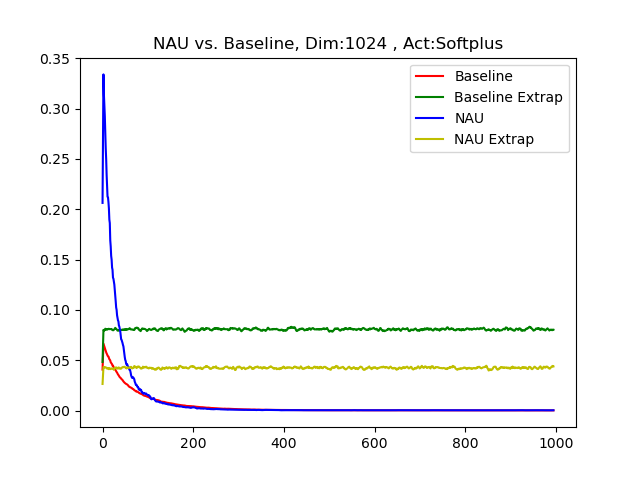 NAU vs. Baseline, Dim:1024 , Act:Softplus
0.35
0.30
0.25
0.20
0.15
0.10
0.05
0.00
0 200 400 600 800 1000
Baseline
Baseline Extrap
NAU
NAU Extrap